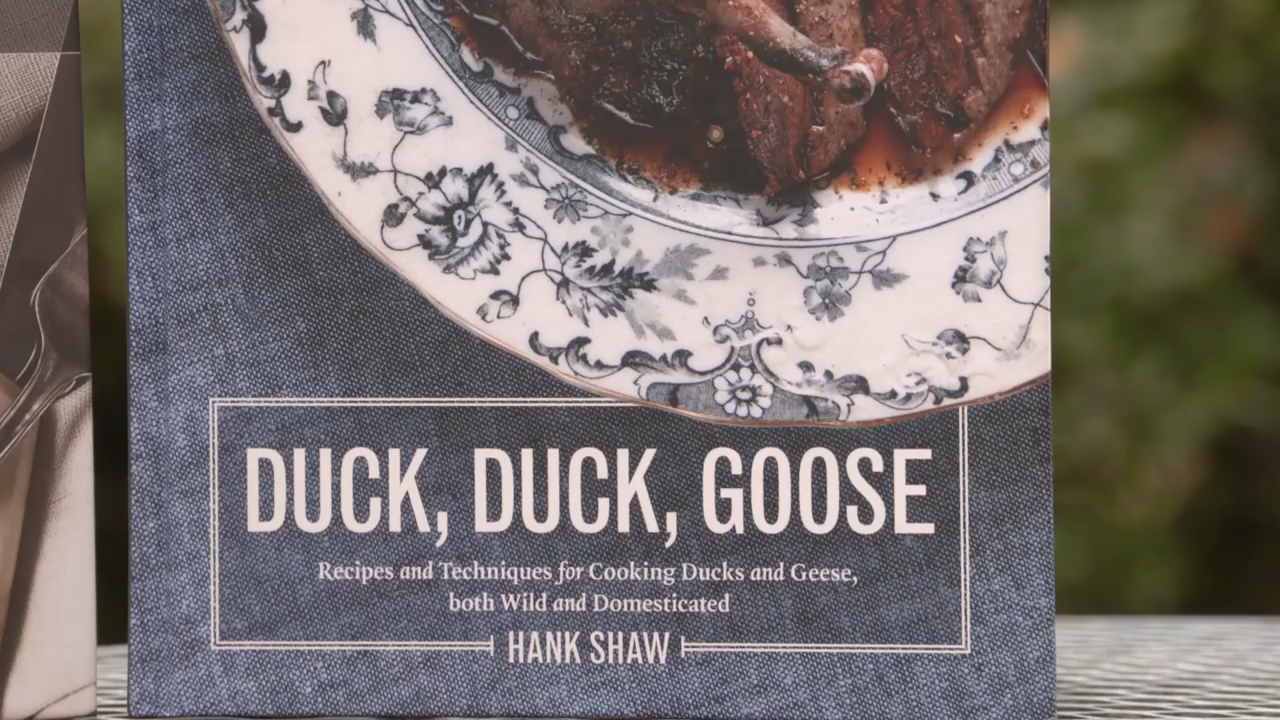 DUCK, DUCK, GOOSE
Recipes and Techniques for Cooking Ducks and Geese,
both Wild and Domesticated
HANK SHAW